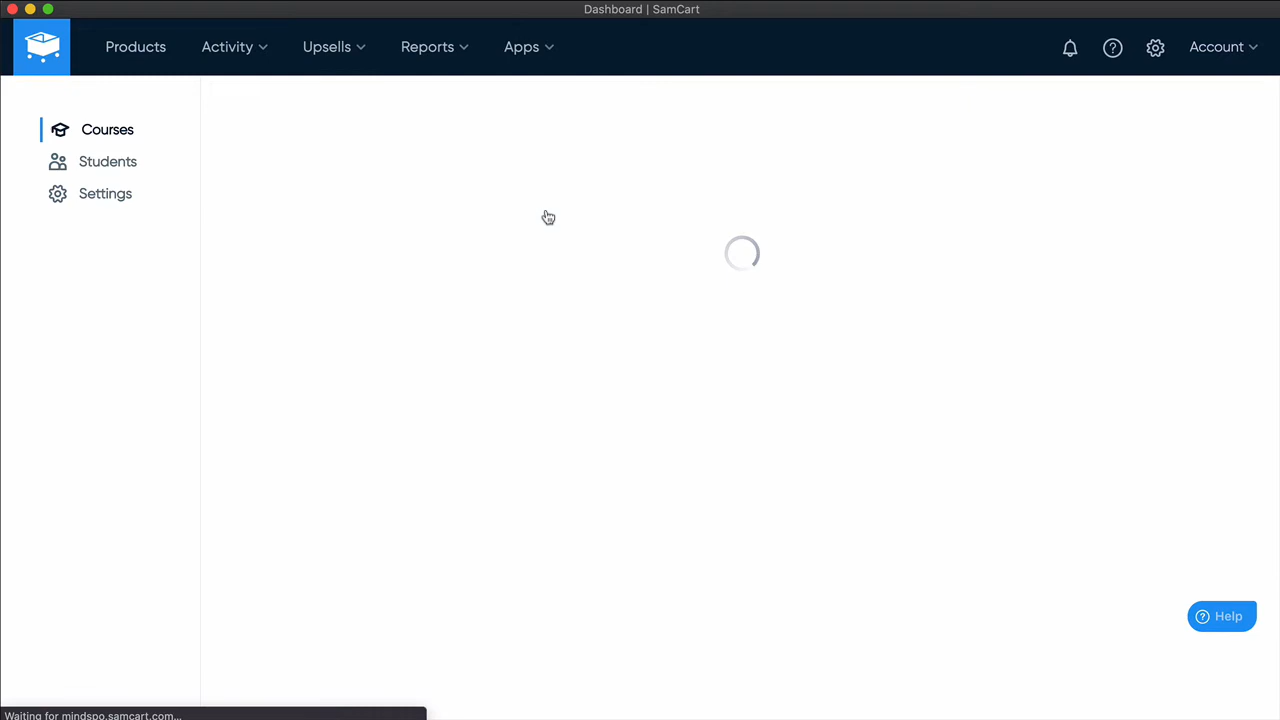 Dashboard | SamCart
Products Activity Upsells Reports Apps Account
Courses
Students
Settings
Help
Waiting for mindspo.samcart.com...